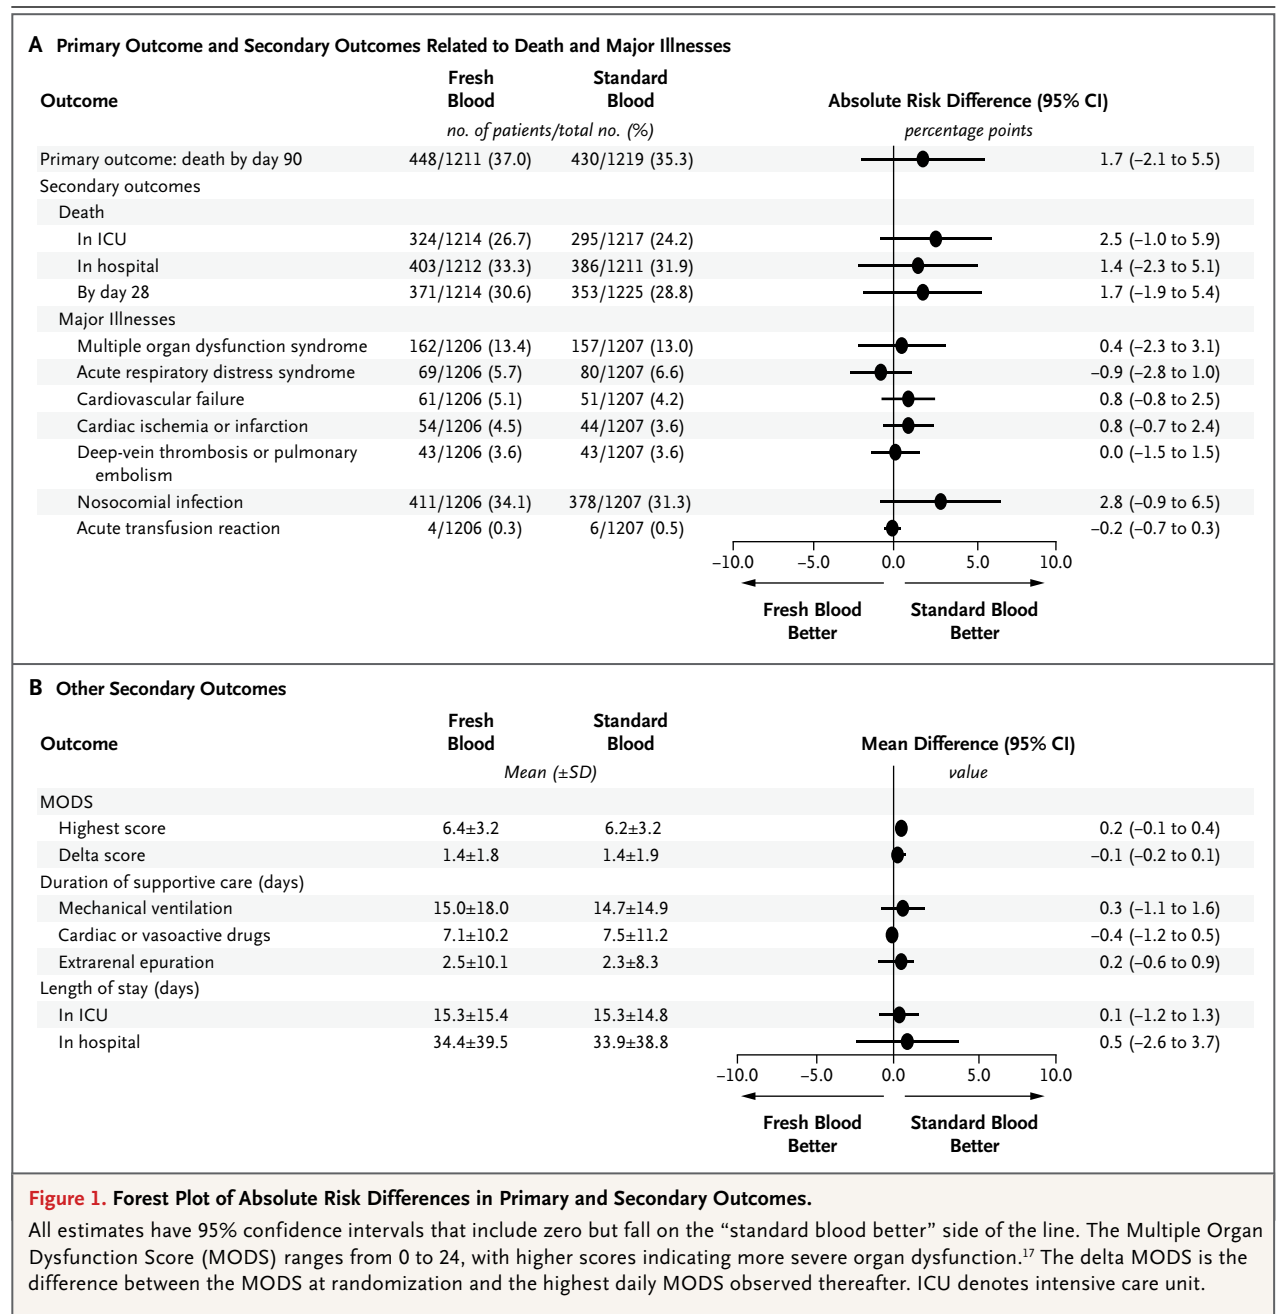 A Primary Outcome and Secondary Outcomes Related to Death and Major Illnesses
Outcome Fresh Blood Standard Blood Absolute Risk Difference (95% CI)
no. of patients/total no. (%) percentage points
Primary outcome: death by day 90 448/1211 (37.0) 430/1219 (35.3) 1.7 (–2.1 to 5.5)
Secondary outcomes
Death
In ICU 324/1214 (26.7) 295/1217 (24.2) 2.5 (–1.0 to 5.9)
In hospital 403/1212 (33.3) 386/1211 (31.9) 1.4 (–2.3 to 5.1)
By day 28 371/1214 (30.6) 353/1225 (28.8) 1.7 (–1.9 to 5.4)
Major Illnesses
Multiple organ dysfunction syndrome 162/1206 (13.4) 157/1207 (13.0) 0.4 (–2.3 to 3.1)
Acute respiratory distress syndrome 69/1206 (5.7) 80/1207 (6.6) –0.9 (–2.8 to 1.0)
Cardiovascular failure 61/1206 (5.1) 51/1207 (4.2) 0.8 (–0.8 to 2.5)
Cardiac ischemia or infarction 54/1206 (4.5) 44/1207 (3.6) 0.8 (–0.7 to 2.4)
Deep-vein thrombosis or pulmonary 43/1206 (3.6) 43/1207 (3.6) 0.0 (–1.5 to 1.5)
embolism
Nosocomial infection 411/1206 (34.1) 378/1207 (31.3) 2.8 (–0.9 to 6.5)
Acute transfusion reaction 4/1206 (0.3) 6/1207 (0.5) –0.2 (–0.7 to 0.3)
–10.0 –5.0 0.0 5.0 10.0
Fresh Blood Standard Blood
Better Better
B Other Secondary Outcomes
Outcome Fresh Blood Standard Blood Mean Difference (95% CI)
Mean (±SD) value
MODS
Highest score 6.4±3.2 6.2±3.2 0.2 (–0.1 to 0.4)
Delta score 1.4±1.8 1.4±1.9 –0.1 (–0.2 to 0.1)
Duration of supportive care (days)
Mechanical ventilation 15.0±18.0 14.7±14.9 0.3 (–1.1 to 1.6)
Cardiac or vasoactive drugs 7.1±10.2 7.5±11.2 –0.4 (–1.2 to 0.5)
Extrarenal epuration 2.5±10.1 2.3±8.3 0.2 (–0.6 to 0.9)
Length of stay (days)
In ICU 15.3±15.4 15.3±14.8 0.1 (–1.2 to 1.3)
In hospital 34.4±39.5 33.9±38.8 0.5 (–2.6 to 3.7)
–10.0 –5.0 0.0 5.0 10.0
Fresh Blood Standard Blood
Better Better
Figure 1. Forest Plot of Absolute Risk Differences in Primary and Secondary Outcomes.
All estimates have 95% confidence intervals that include zero but fall on the “standard blood better” side of the line. The Multiple Organ
Dysfunction Score (MODS) ranges from 0 to 24, with higher scores indicating more severe organ dysfunction.17 The delta MODS is the
difference between the MODS at randomization and the highest daily MODS observed thereafter. ICU denotes intensive care unit.